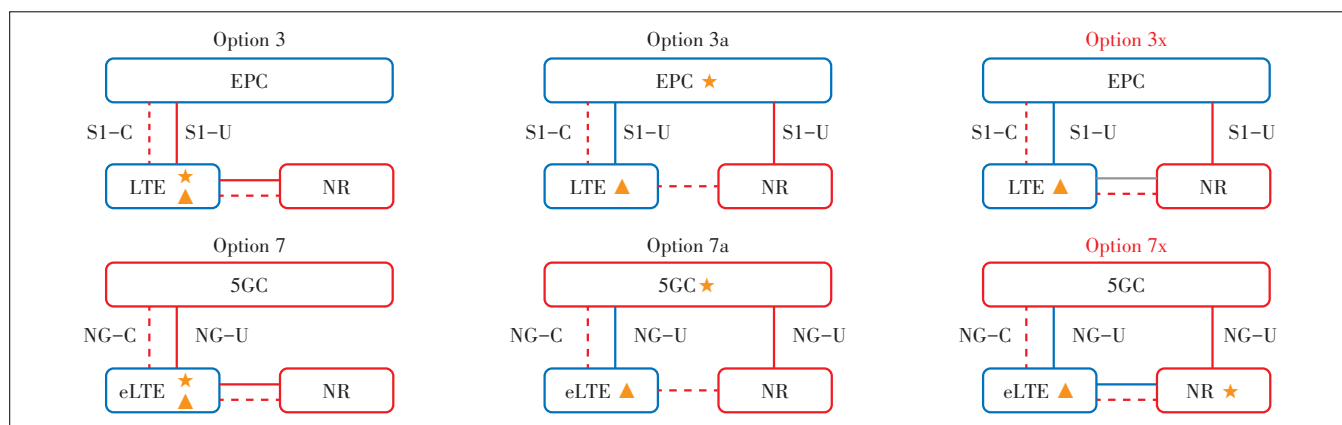 Option 3
Option 3a
Option 3x
EPC
EPC
EPC
S1-C
S1-U
S1-C
S1-U
S1-U
S1-C
S1-U
S1-U
LTE
NR
LTE
NR
LTE
NR
Option 7
Option 7a
Option 7x
5GC
5GC
5GC
NG-C
NG-U
NG-C
NG-U
NG-U
NG-C
NG-U
NG-U
eLTE
NR
eLTE
NR
eLTE
NR